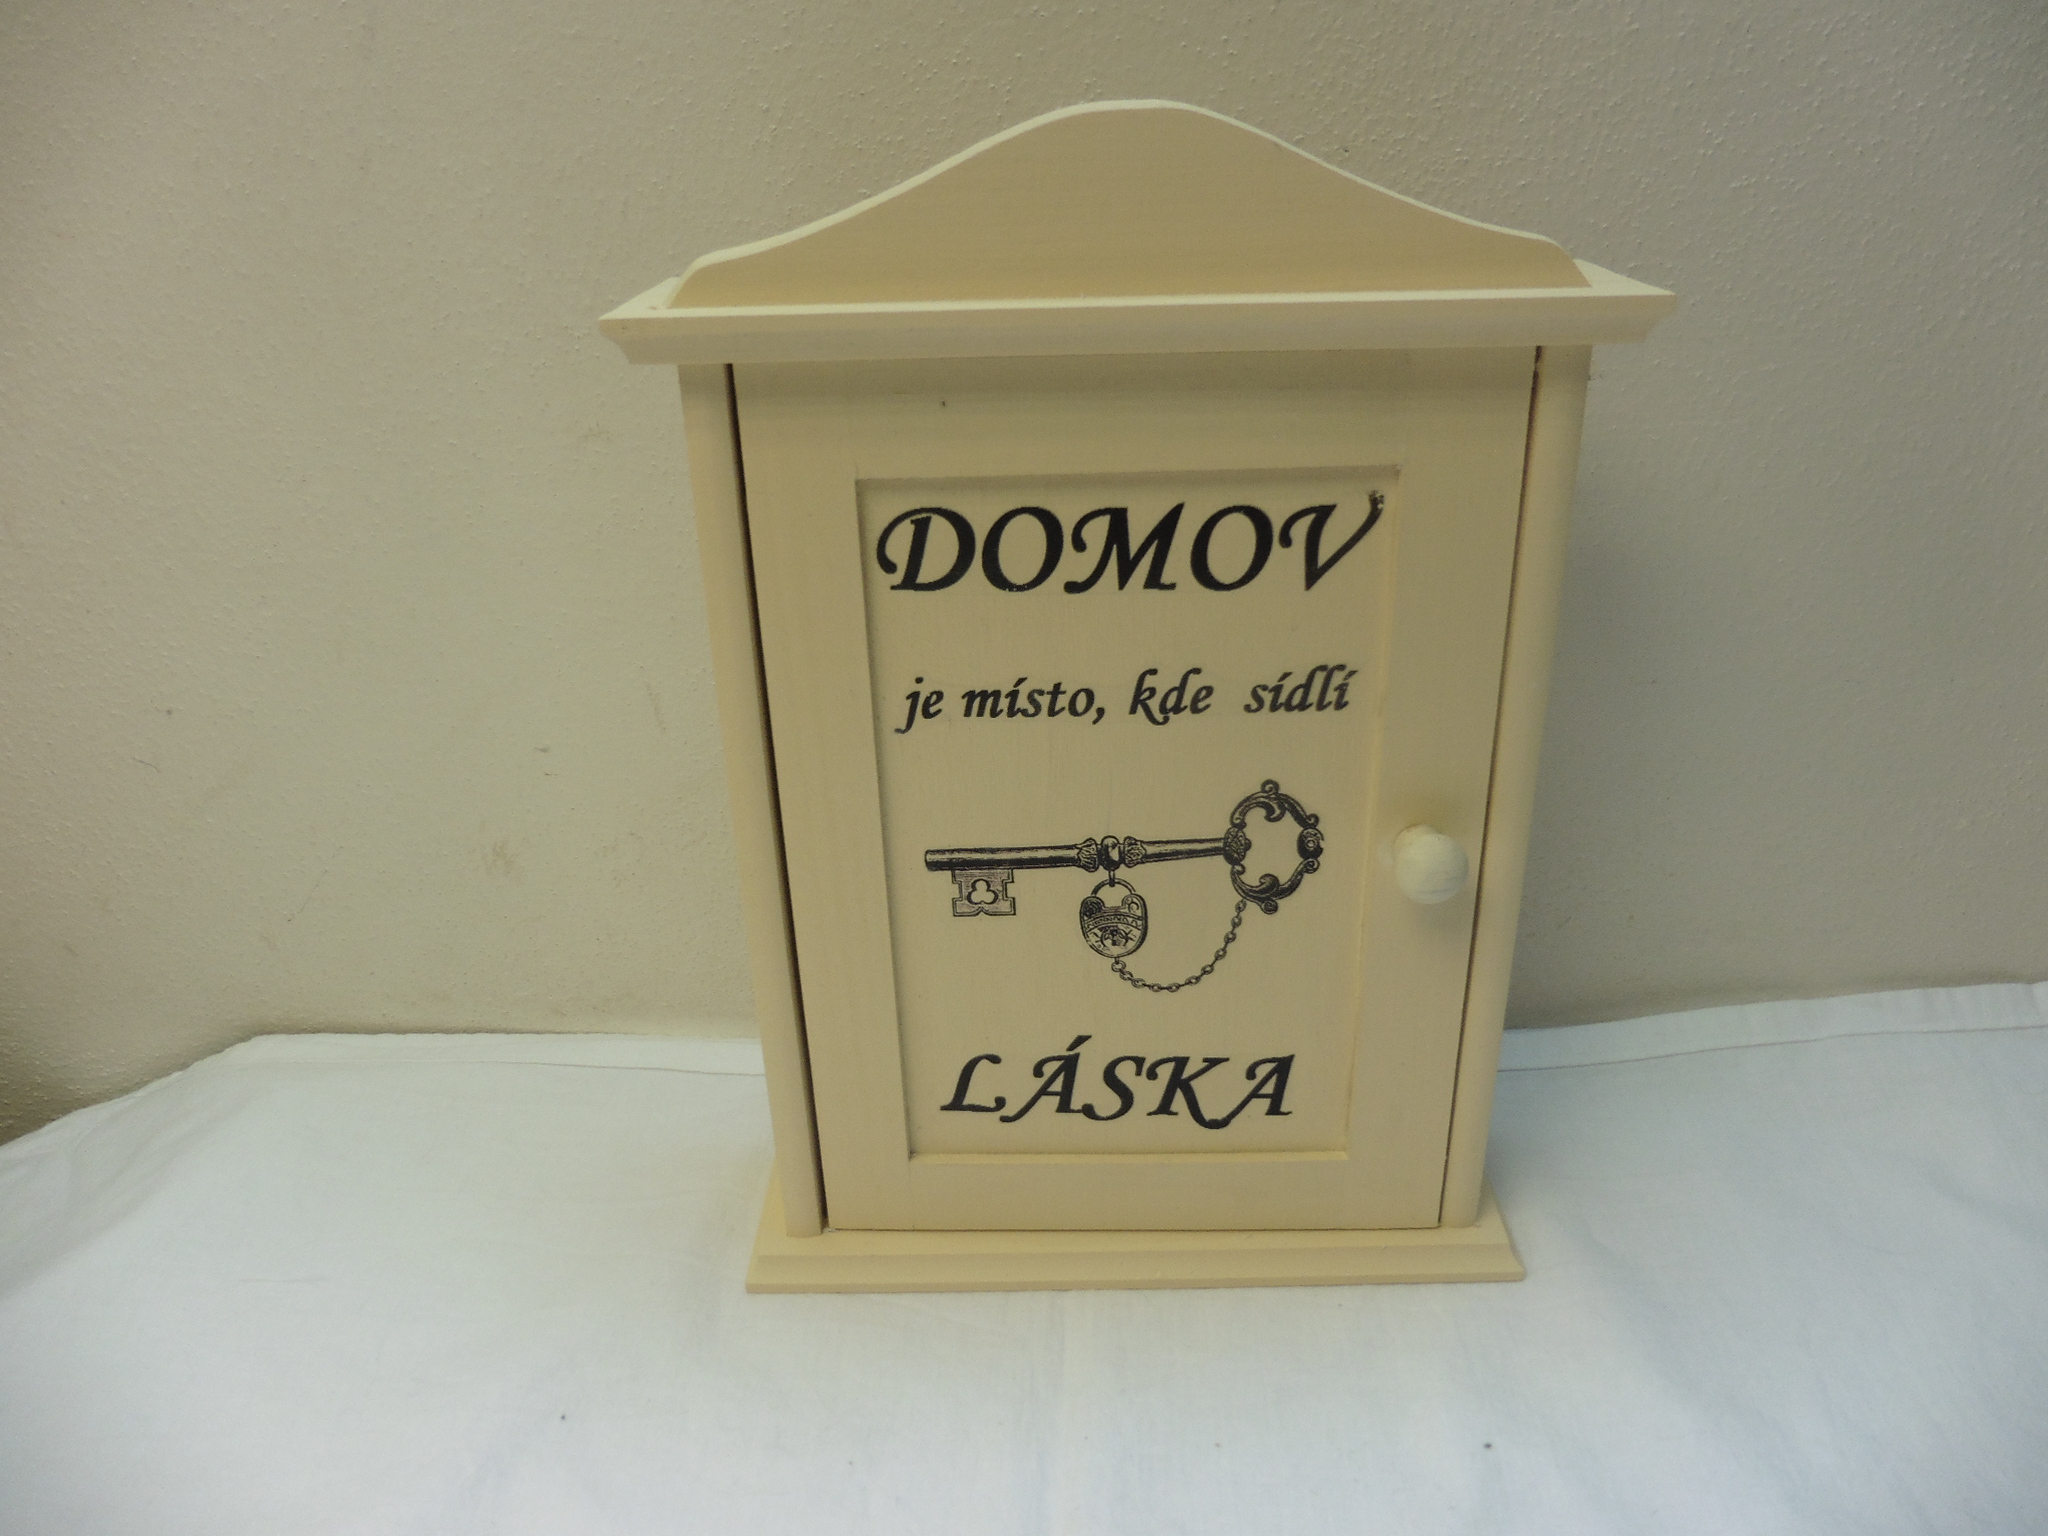 DOMOV
je místo, kde sídlí
LÁSKA